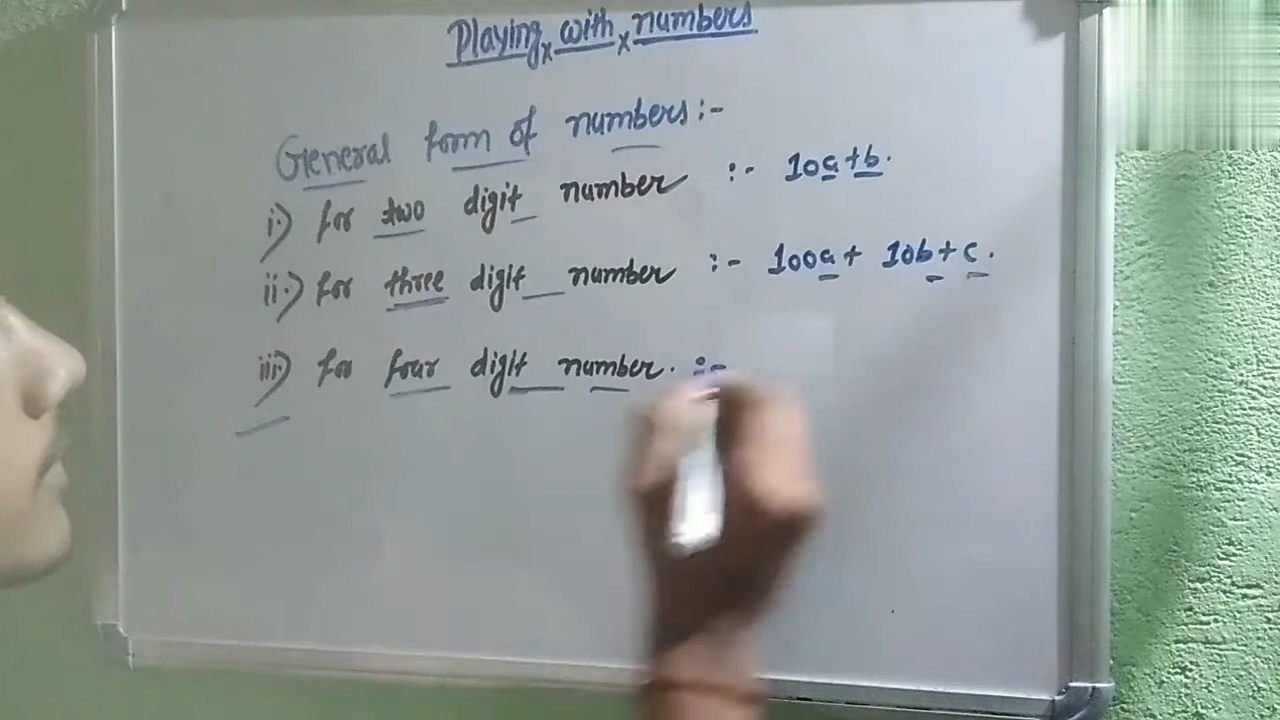 Playing x with x numbers
General form of numbers :-
i.) for two digit number :- 10a+b.
ii.) for three digit number :- 100a+ 10b+c.
iii) for four digit number. :-